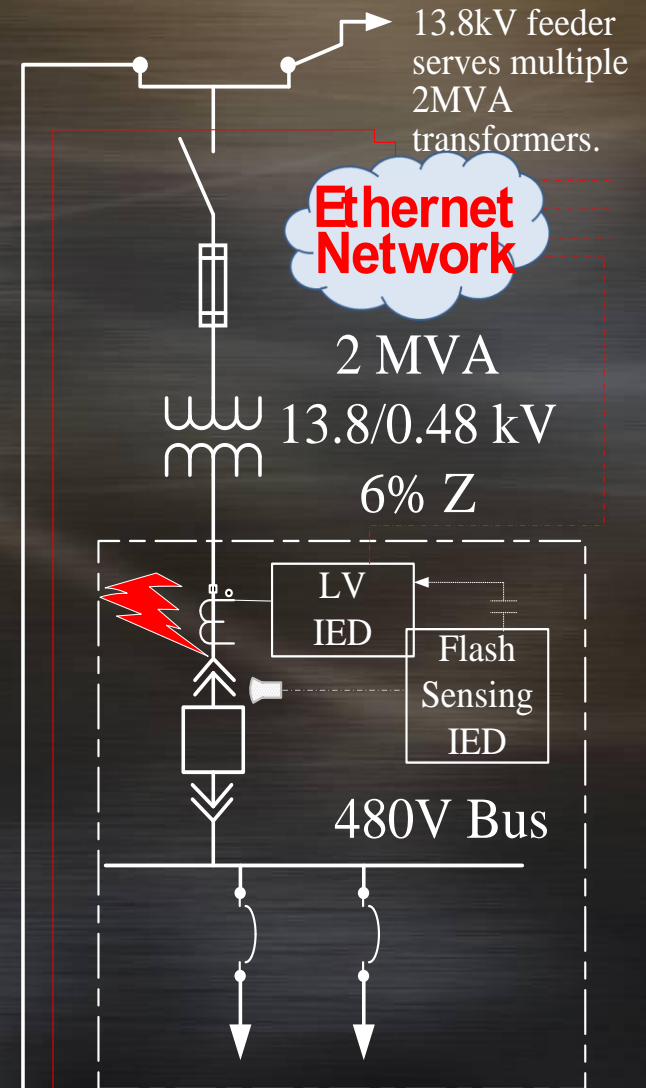 13.8kV feeder
serves multiple
2MVA
transformers.
Ethernet
Network
2 MVA
13.8/0.48 kV
6% Z
LV
IED
Flash
Sensing
IED
480V Bus